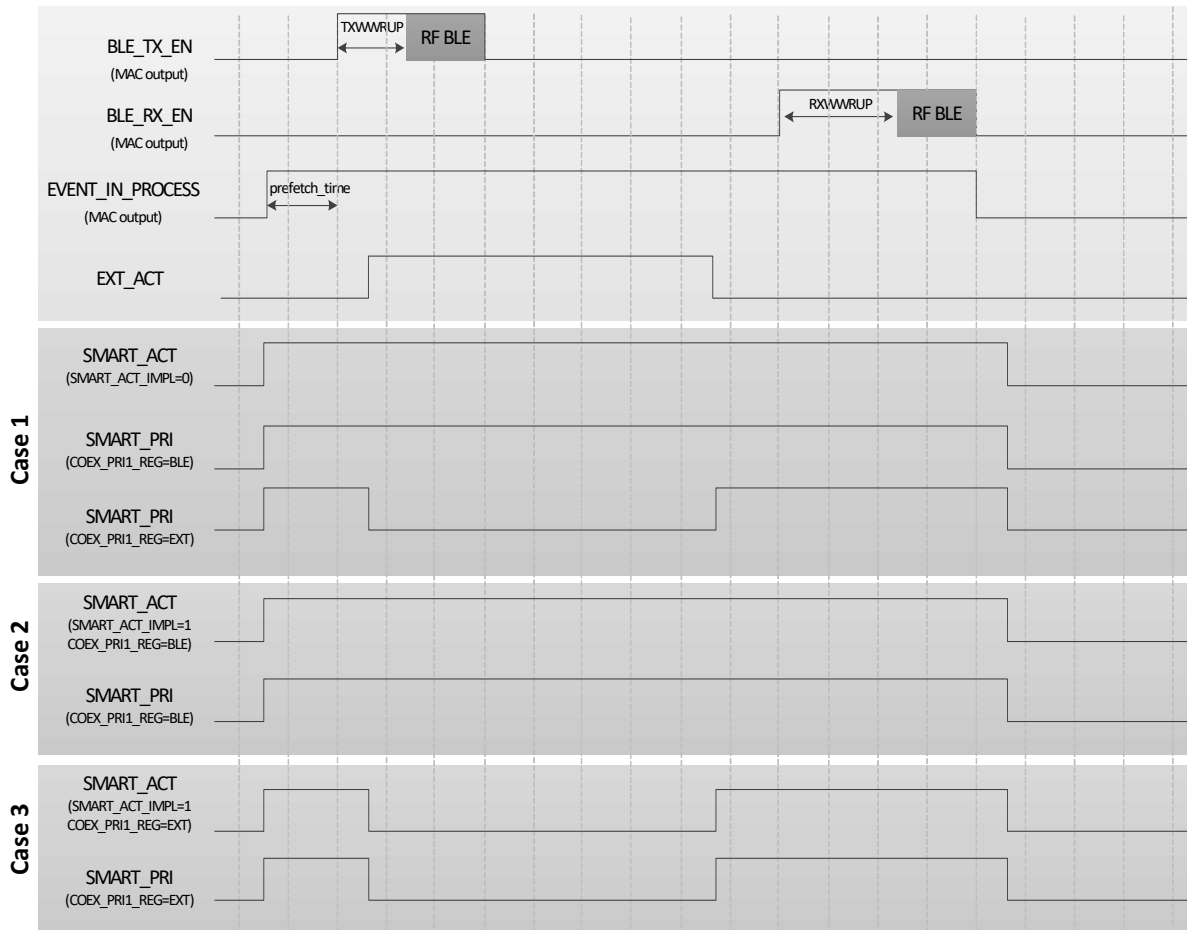 TXWWRUP
RF BLE
BLE_TX_EN
(MAC output)
BLE_RX_EN
(MAC output)
RXWWRUP
RF BLE
EVENT_IN_PROCESS
(MAC output)
prefetch_time
EXT_ACT
Case 1
SMART_ACT
(SMART_ACT_IMPL=0)
SMART_PRI
(COEX_PRI1_REG=BLE)
SMART_PRI
(COEX_PRI1_REG=EXT)
Case 2
SMART_ACT
(SMART_ACT_IMPL=1
COEX_PRI1_REG=BLE)
SMART_PRI
(COEX_PRI1_REG=BLE)
Case 3
SMART_ACT
(SMART_ACT_IMPL=1
COEX_PRI1_REG=EXT)
SMART_PRI
(COEX_PRI1_REG=EXT)